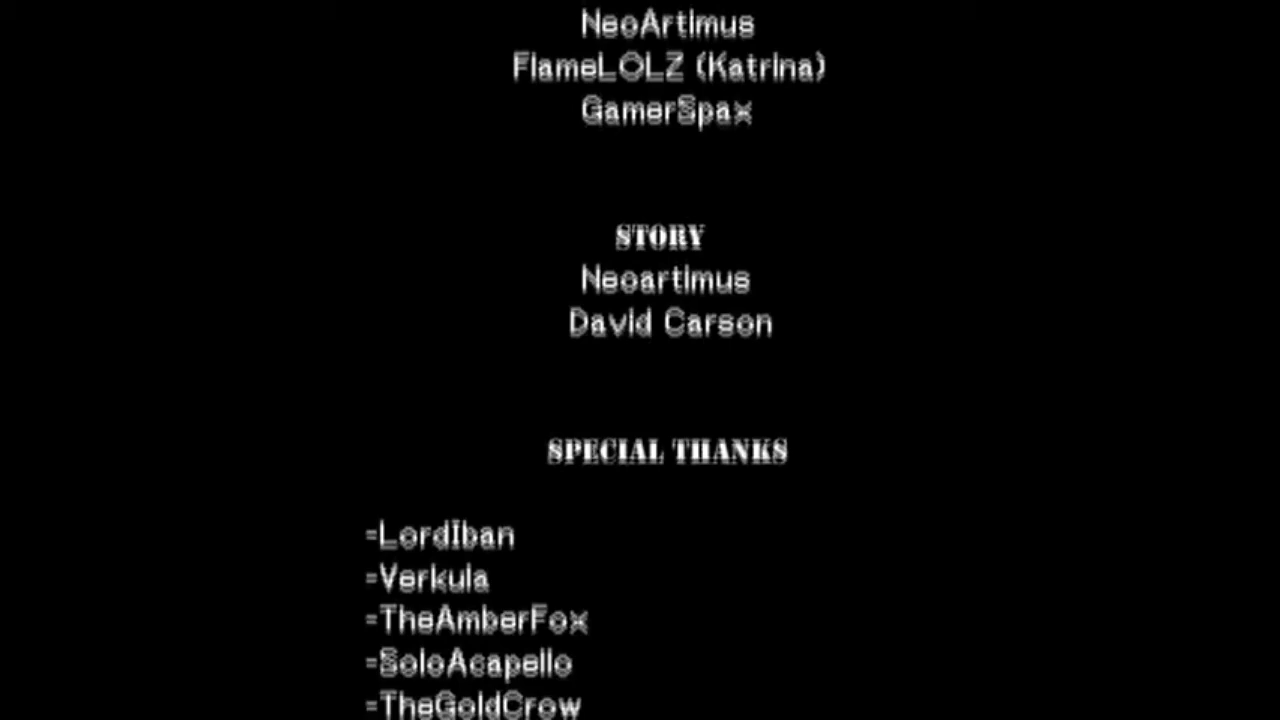 NeoArtimus
FlameLOLZ (Katrina)
GamerSpax
STORY
Neoartimus
David Carson
SPECIAL THANKS
-LordIban
-Verkula
-TheAmberFox
-SoloAcapello
-TheGoldCrow